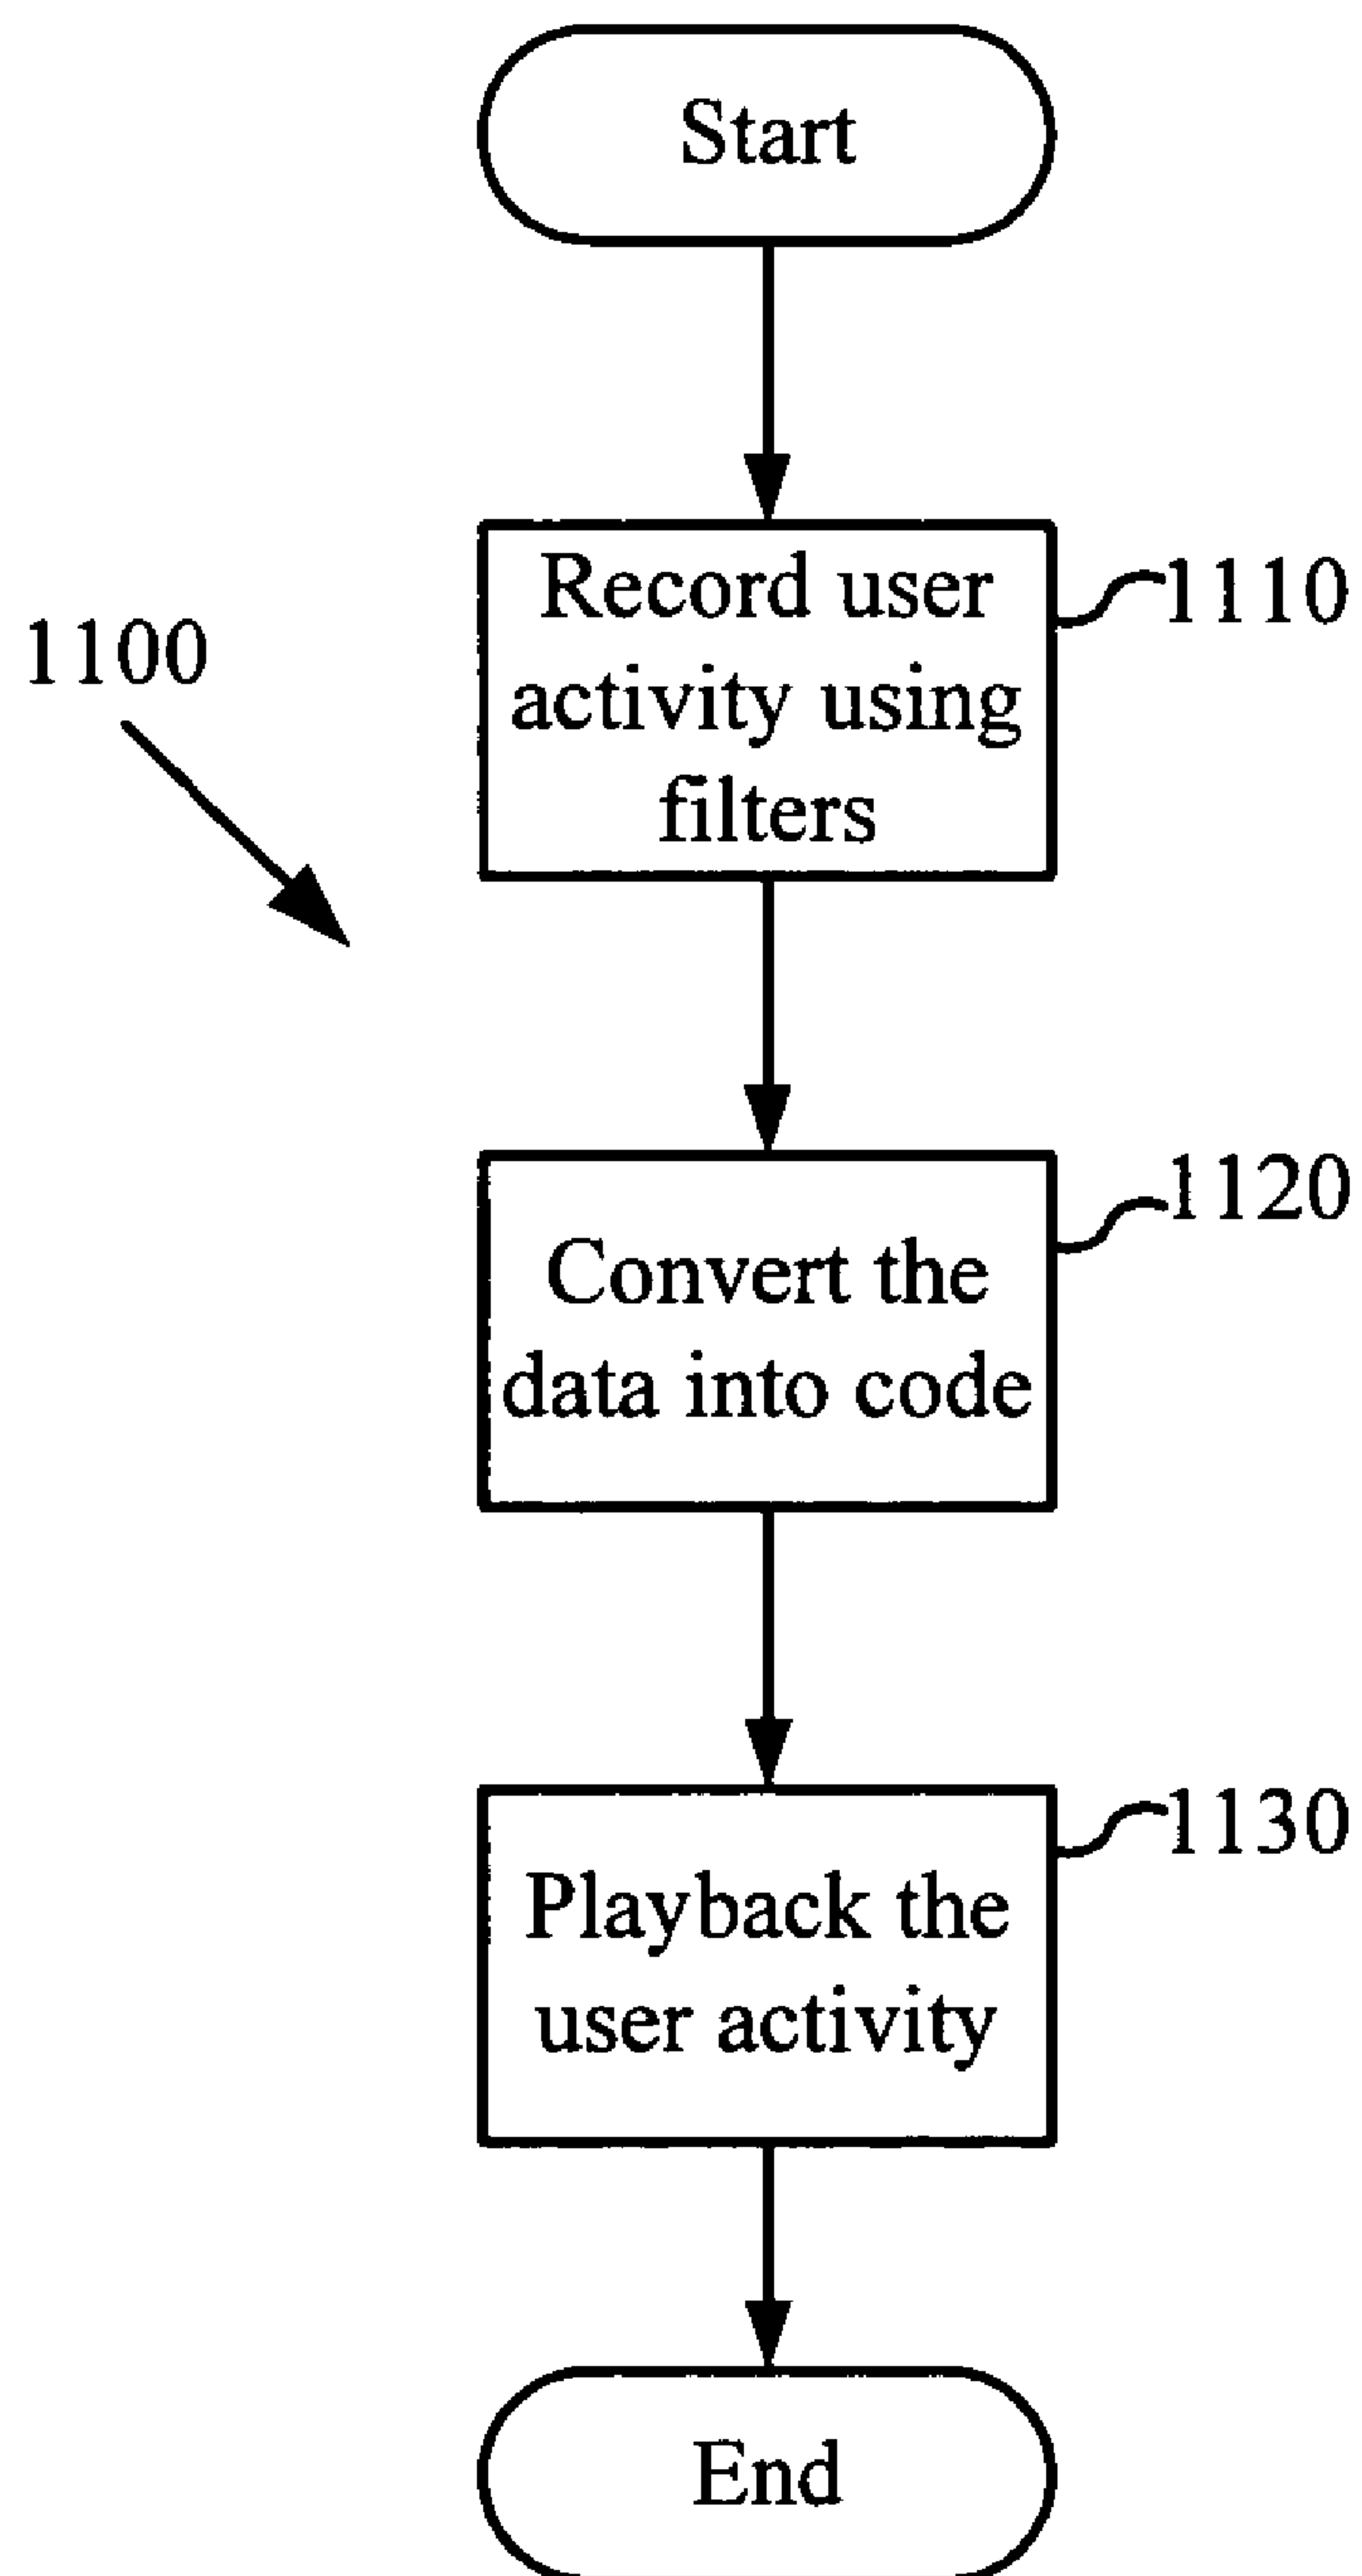 Start
Record user
activity using
filters
1110
1100
Convert the
data into code
1120
Playback the
user activity
1130
End